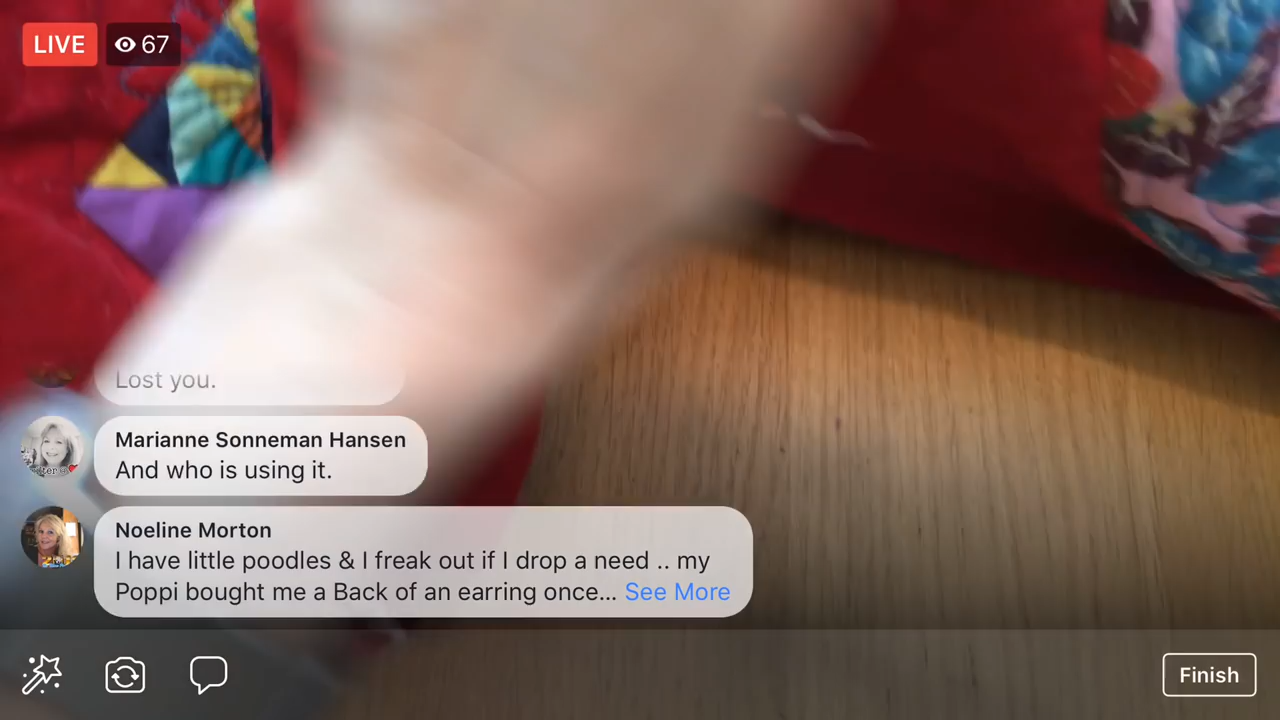 LIVE 67
Lost you.
Marianne Sonneman Hansen
And who is using it.
Noeline Morton
I have little poodles & I freak out if I drop a need .. my
Poppi bought me a Back of an earring once... See More
Finish